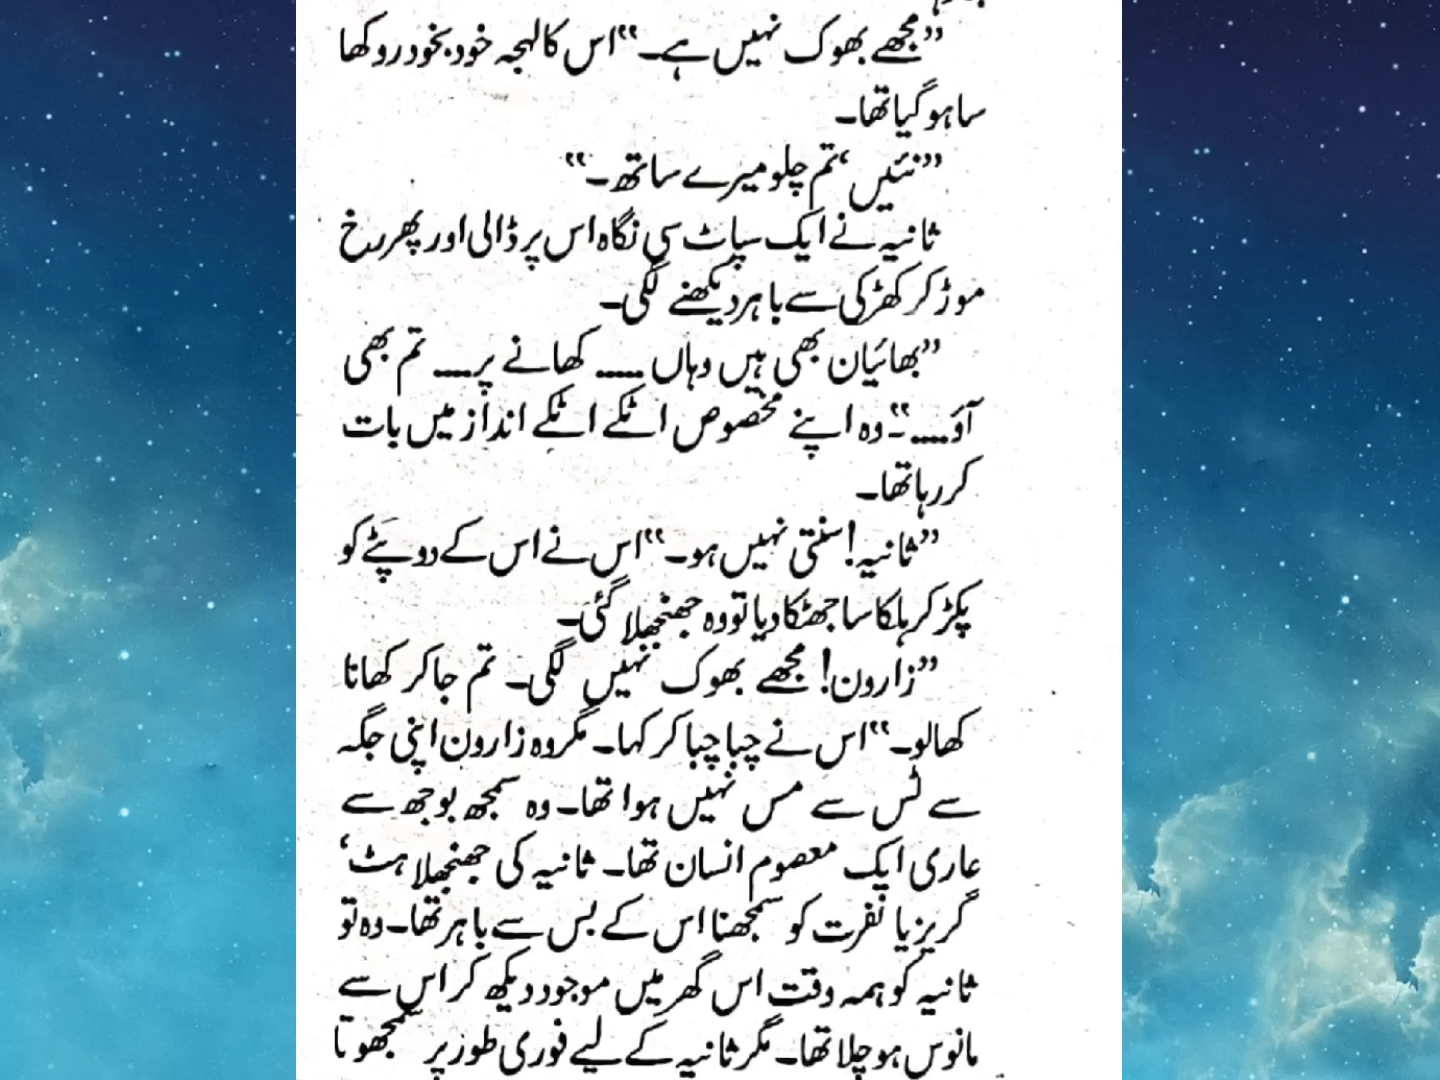 ”مجھے بھوک نہیں ہے۔“ اس کا لہجہ خود بخود روکھا
سا ہو گیا تھا۔
”نئیں‘ تم چلو میرے ساتھ۔“
ثانیہ نے ایک سپاٹ سی نگاہ اس پر ڈالی اور پھر رخ
موڑ کر کھڑکی سے باہر دیکھنے لگی۔
”بھائیان بھی ہیں وہاں ..... کھانے پر.... تم بھی
آؤ....“۔ وہ اپنے مخصوص اٹکے اٹکے انداز میں بات
کر رہا تھا۔
”ثانیہ! سنتی نہیں ہو۔“ اس نے اس کے دوپٹے کو
پکڑ کر ہلکا سا جھٹکا دیا تو وہ جھنجھلا گئی۔
”زارون! مجھے بھوک نہیں لگی۔ تم جا کر کھانا
کھالو۔“ اس نے چبا چبا کر کہا۔ مگر وہ زارون اپنی جگہ
سے ٹس سے مس نہیں ہوا تھا۔ وہ سمجھ بوجھ سے
عاری ایک معصوم انسان تھا۔ ثانیہ کی جھنجھلاہٹ‘
گریز یا نفرت کو سمجھنا اس کے بس سے باہر تھا۔ وہ تو
ثانیہ کو ہمہ وقت اس گھر میں موجود دیکھ کر اس سے
مانوس ہو چلا تھا۔ مگر ثانیہ کے لیے فوری طور پر سمجھوتا